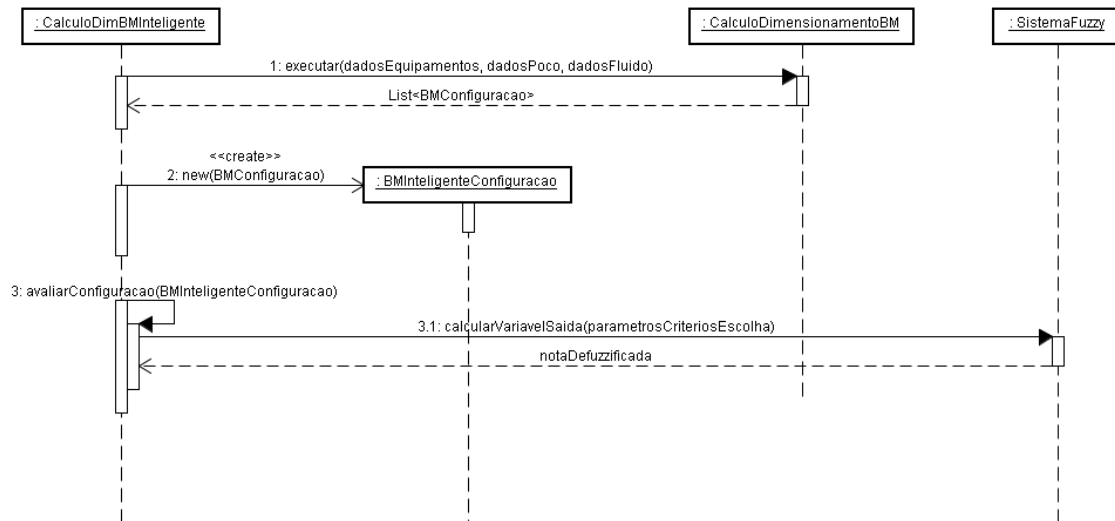 : CalculoDimBMInteligente
: CalculoDimensionamentoBM
: SistemaFuzzy
1: executar(dadosEquipamentos, dadosPoco, dadosFluido)
List<BMConfiguracao>
<<create>>
2: new(BMConfiguracao)
: BMInteligenteConfiguracao
3: avaliarConfiguracao(BMInteligenteConfiguracao)
3.1: calcularVariavelSaida(parametrosCriteriosEscolha)
notaDefuzzificada